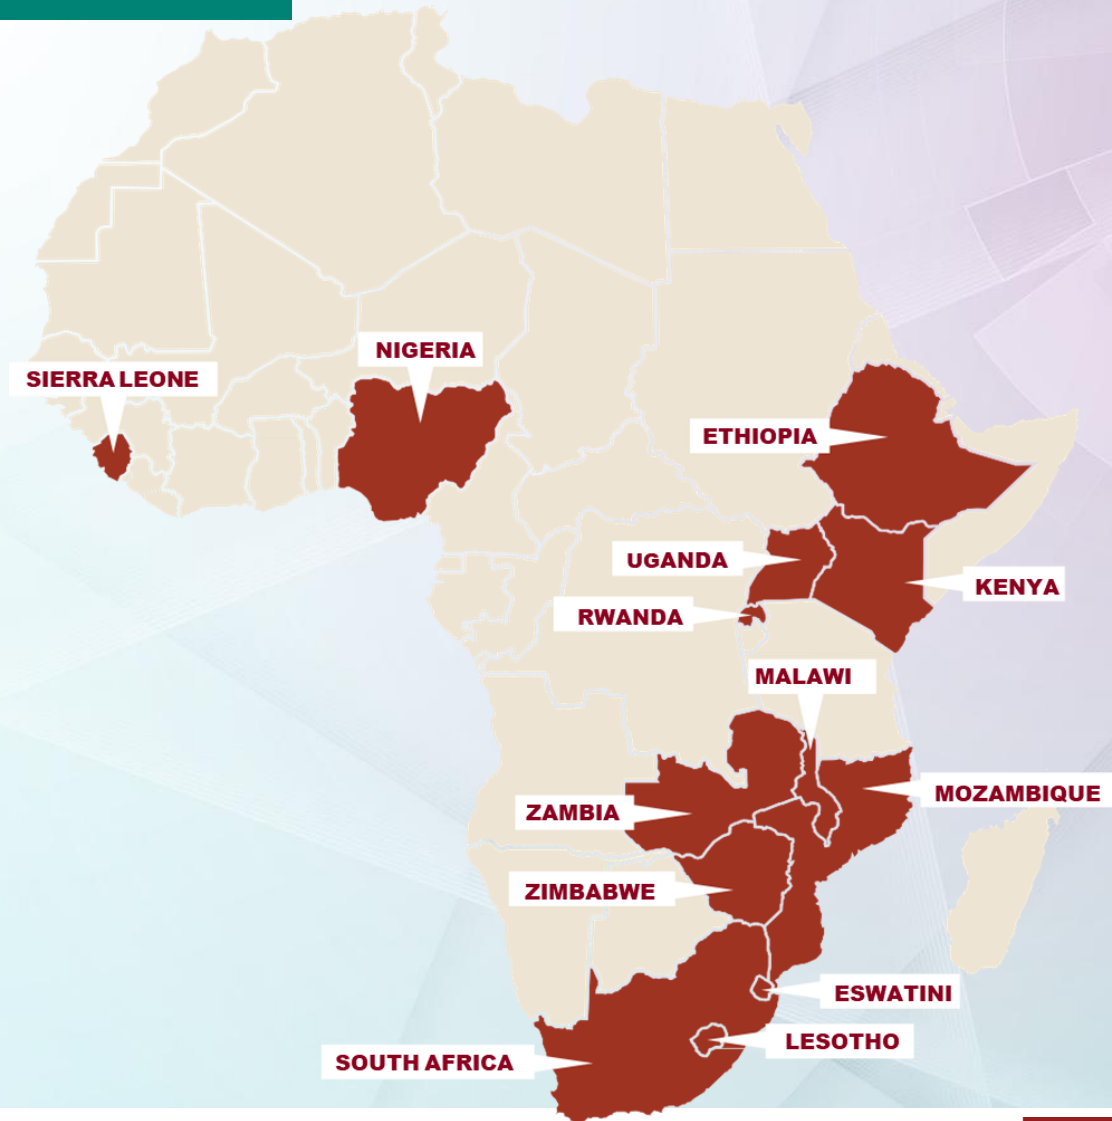 NIGERIA
SIERRA LEONE
ETHIOPIA
UGANDA
KENYA
RWANDA
MALAWI
MOZAMBIQUE
ZAMBIA
ZIMBABWE
ESWATINI
LESOTHO
SOUTH AFRICA